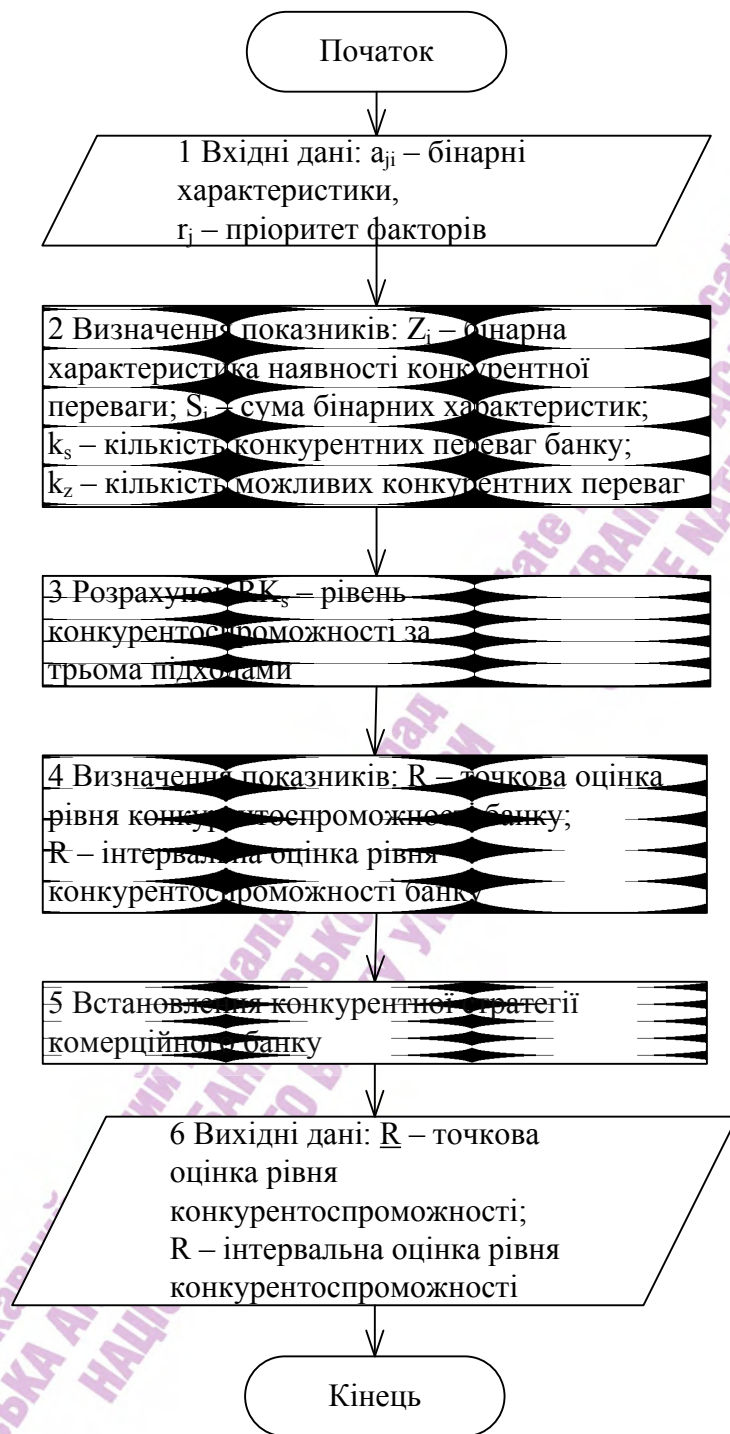 Початок
1 Вхідні дані: aji – бінарні
характеристики,
rj – пріоритет факторів
2 Визначення показників: Zi – бінарна
характеристика наявності конкурентної
переваги; Si – сума бінарних характеристик;
ks – кількість конкурентних переваг банку;
kz – кількість можливих конкурентних переваг
3 Розрахунок RKs – рівень
конкурентоспроможності за
трьома підходами
4 Визначення показників: R – точкова оцінка
рівня конкурентоспроможності банку;
R – інтервальна оцінка рівня
конкурентоспроможності банку
5 Встановлення конкурентної стратегії
комерційного банку
6 Вихідні дані: R – точкова
оцінка рівня
конкурентоспроможності;
R – інтервальна оцінка рівня
конкурентоспроможності
Кінець